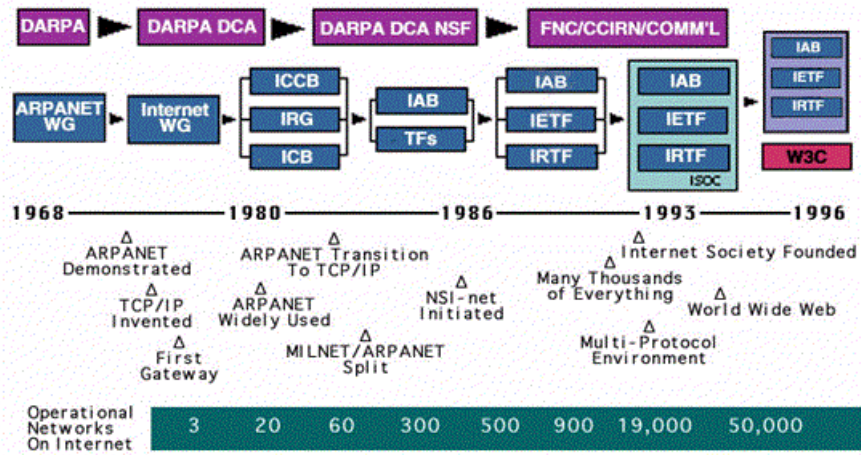 DARPA
DARPA DCA
DARPA DCA NSF
FNC/CCIRN/COMM'L
ARPANET
WG
Internet
WG
ICCB
IRG
ICB
IAB
TFs
IAB
IETF
IRTF
IAB
IETF
IRTF
ISOC
IAB
IETF
IRTF
W3C
1968
1980
1986
1993
1996
ARPANET
Demonstrated
TCP/IP
Invented
First
Gateway
ARPANET Transition
To TCP/IP
ARPANET
Widely Used
MILNET/ARPANET
Split
NSI-net
Initiated
Internet Society Founded
Many Thousands
of Everything
World Wide Web
Multi-Protocol
Environment
Operational
Networks
On Internet
3 20 60 300 500 900 19,000 50,000